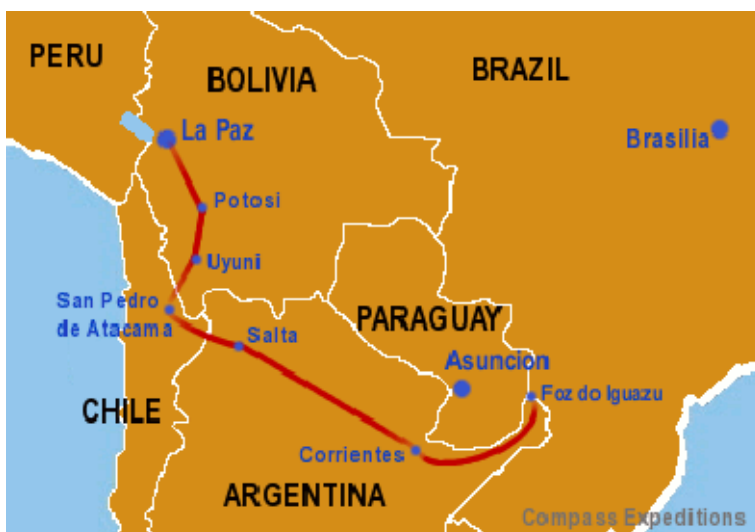 PERU
BOLIVIA
BRAZIL
La Paz
Brasilia
Potosi
Uyuni
San Pedro
de Atacama
PARAGUAY
Salta
Asuncion
Foz do Iguazu
CHILE
Corrientes
ARGENTINA
Compass Expeditions